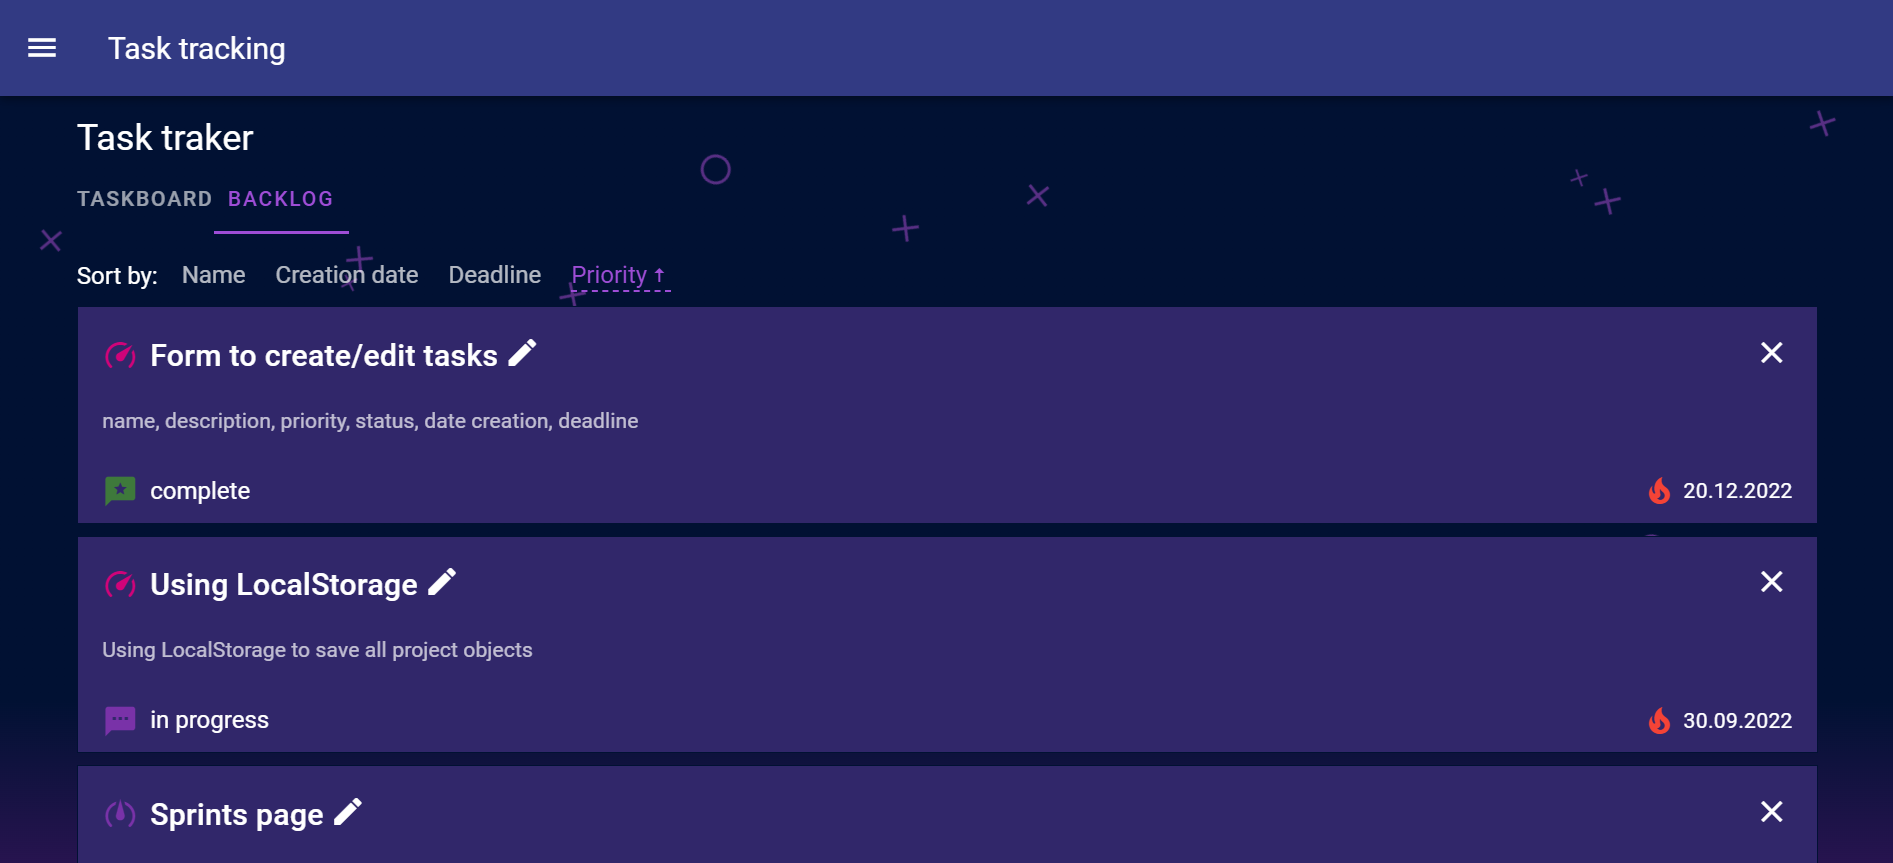 Task tracking
Task traker
TASKBOARD BACKLOG
Sort by: Name Creation date Deadline Priority ↑
Form to create/edit tasks
name, description, priority, status, date creation, deadline
complete 20.12.2022
Using LocalStorage
Using LocalStorage to save all project objects
in progress 30.09.2022
Sprints page